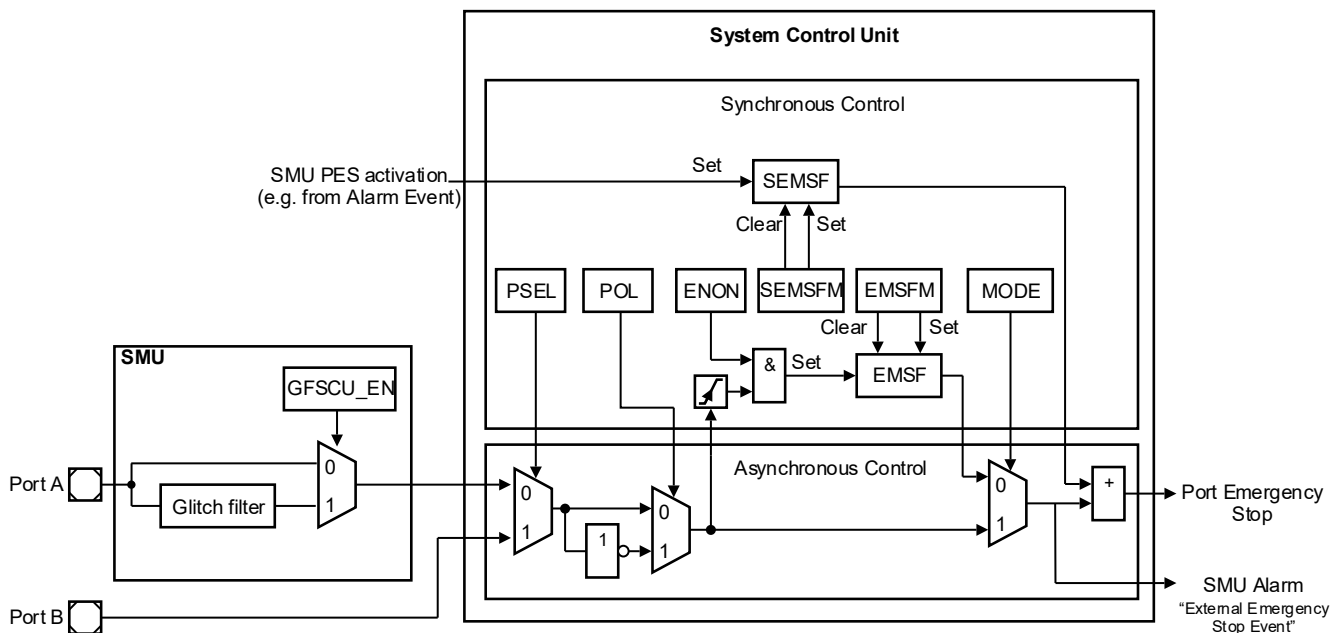 System Control Unit
Synchronous Control
SMU PES activation
(e.g. from Alarm Event)
Set
SEMSF
Clear
Set
PSEL
POL
ENON
SEMSFM
EMSFM
MODE
Clear
Set
&
Set
EMSF
SMU
GFSCU_EN
0
1
Port A
Glitch filter
Asynchronous Control
0
1
0
1
1
0
1
+
Port Emergency
Stop
Port B
SMU Alarm
“External Emergency
Stop Event”